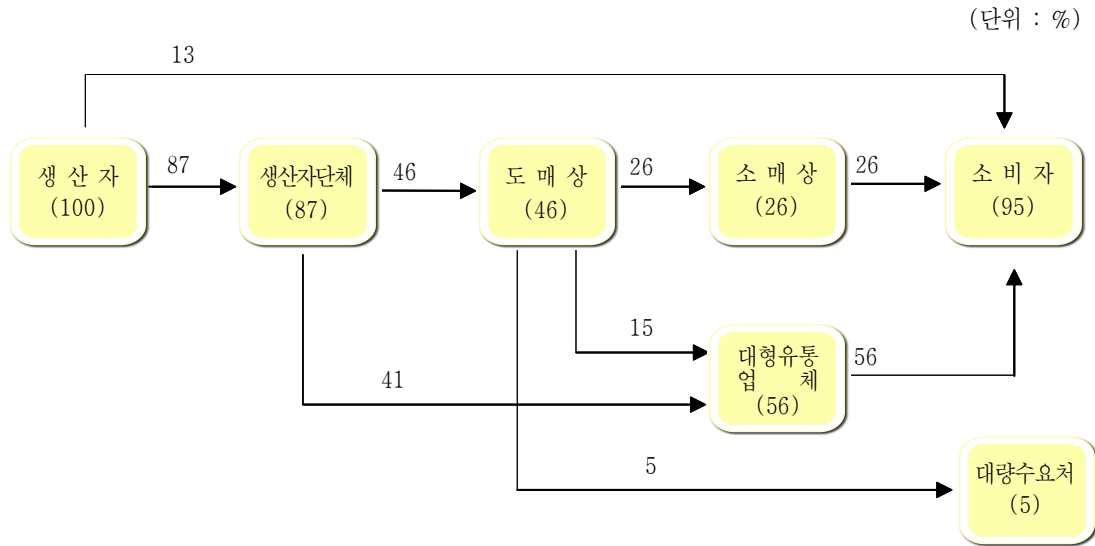 (단위 : %)
13
생 산 자
(100)
87
생산자단체
(87)
46
도 매 상
(46)
26
소 매 상
(26)
26
소 비 자
(95)
15
41
대형유통
업 체
(56)
56
5
대량수요처
(5)